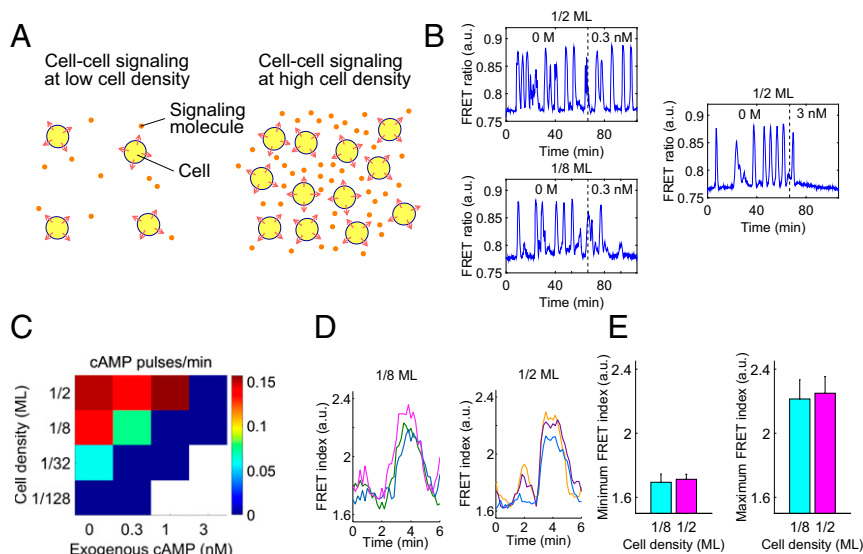 A
Cell-cell signaling
at low cell density
Cell-cell signaling
at high cell density
Signaling
molecule
Cell
B
1/2 ML
0 M
0.3 nM
FRET ratio (a.u.)
0.9
0.85
0.8
0.75
0
40
80
Time (min)
1/8 ML
0 M
0.3 nM
FRET ratio (a.u.)
0.9
0.85
0.8
0.75
0
40
80
Time (min)
1/2 ML
0 M
3 nM
FRET ratio (a.u.)
0.9
0.85
0.8
0.75
0
40
80
Time (min)
C
cAMP pulses/min
Cell density (ML)
1/2
1/8
1/32
1/128
0
0.3
1
3
Exogenous cAMP (nM)
0.15
0.1
0.05
0
D
1/8 ML
FRET index (a.u.)
2.4
2.2
2
1.8
1.6
0
2
4
6
Time (min)
1/2 ML
FRET index (a.u.)
2.4
2.2
2
1.8
1.6
0
2
4
6
Time (min)
E
Minimum FRET index (a.u.)
2.4
2
1.6
1/8 1/2
Cell density (ML)
Maximum FRET index (a.u.)
2.4
2
1.6
1/8 1/2
Cell density (ML)